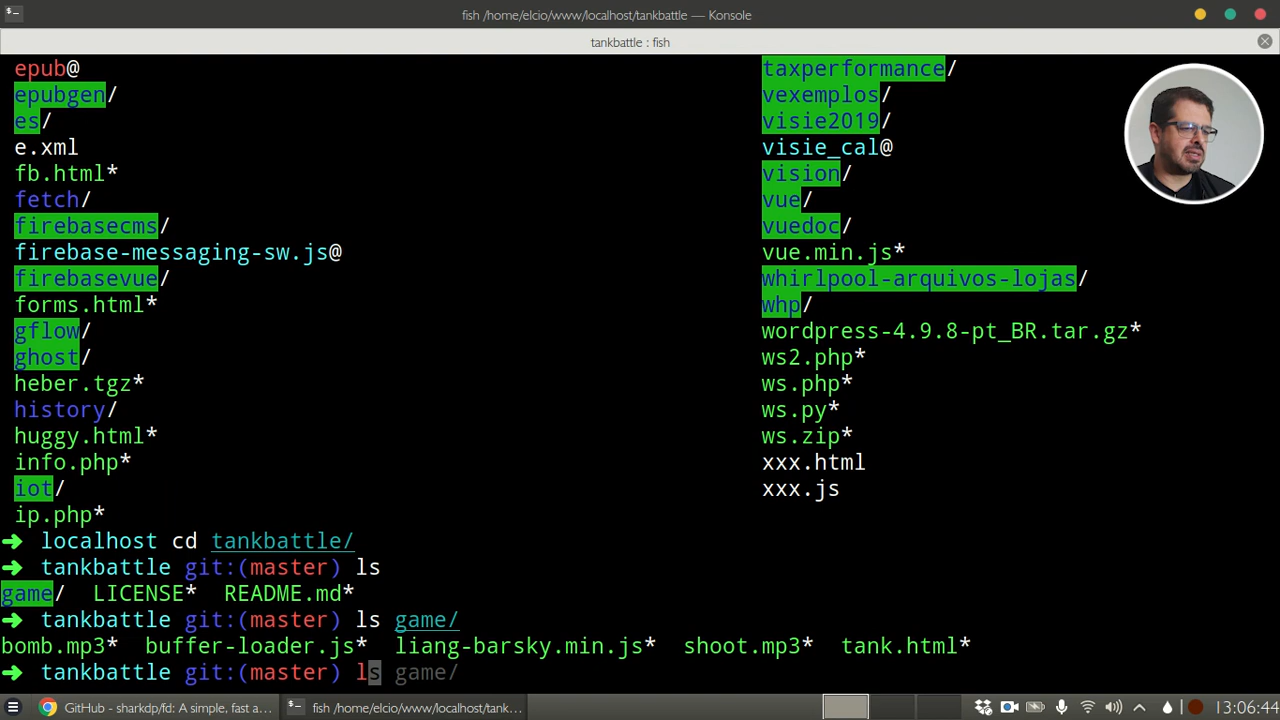 fish /home/elcio/www/localhost/tankbattle — Konsole
tankbattle : fish
epub@
epubgen/
es/
e.xml
fb.html*
fetch/
firebasecms/
firebase-messaging-sw.js@
firebasevue/
forms.html*
gflow/
ghost/
heber.tgz*
history/
huggy.html*
info.php*
iot/
ip.php*
taxperformance/
vexemplos/
visie2019/
visie_cal@
vision/
vue/
vuedoc/
vue.min.js*
whirlpool-arquivos-lojas/
whp/
wordpress-4.9.8-pt_BR.tar.gz*
ws2.php*
ws.php*
ws.py*
ws.zip*
xxx.html
xxx.js
➜ localhost cd tankbattle/
➜ tankbattle git:(master) ls
game/ LICENSE* README.md*
➜ tankbattle git:(master) ls game/
bomb.mp3* buffer-loader.js* liang-barsky.min.js* shoot.mp3* tank.html*
➜ tankbattle git:(master) ls game/
GitHub - sharkdp/fd: A simple, fast a...
fish /home/elcio/www/localhost/tank...
13:06:44